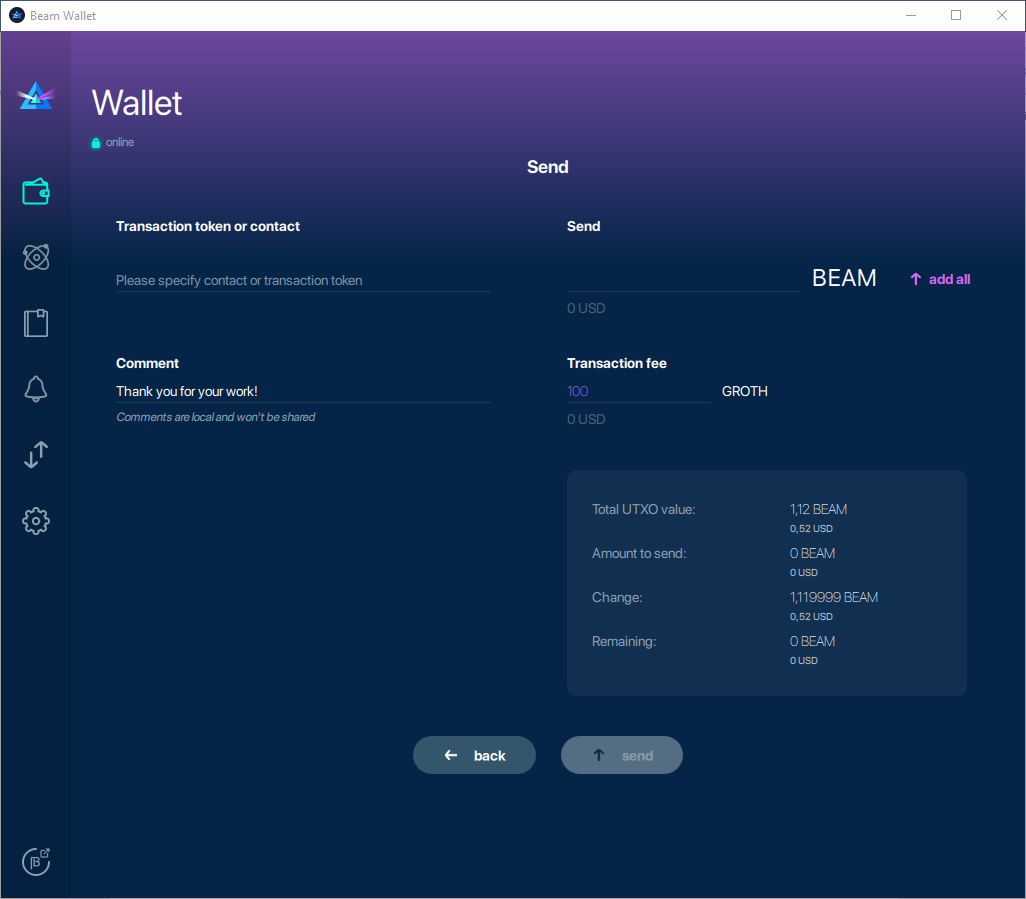 Beam Wallet
Wallet
online
Send
Transaction token or contact
Please specify contact or transaction token
Comment
Thank you for your work!
Comments are local and won't be shared
Send
BEAM
add all
0 USD
Transaction fee
100 GROTH
0 USD
Total UTXO value: 1,12 BEAM
0,52 USD
Amount to send: 0 BEAM
0 USD
Change: 1,119999 BEAM
0,52 USD
Remaining: 0 BEAM
0 USD
back
send